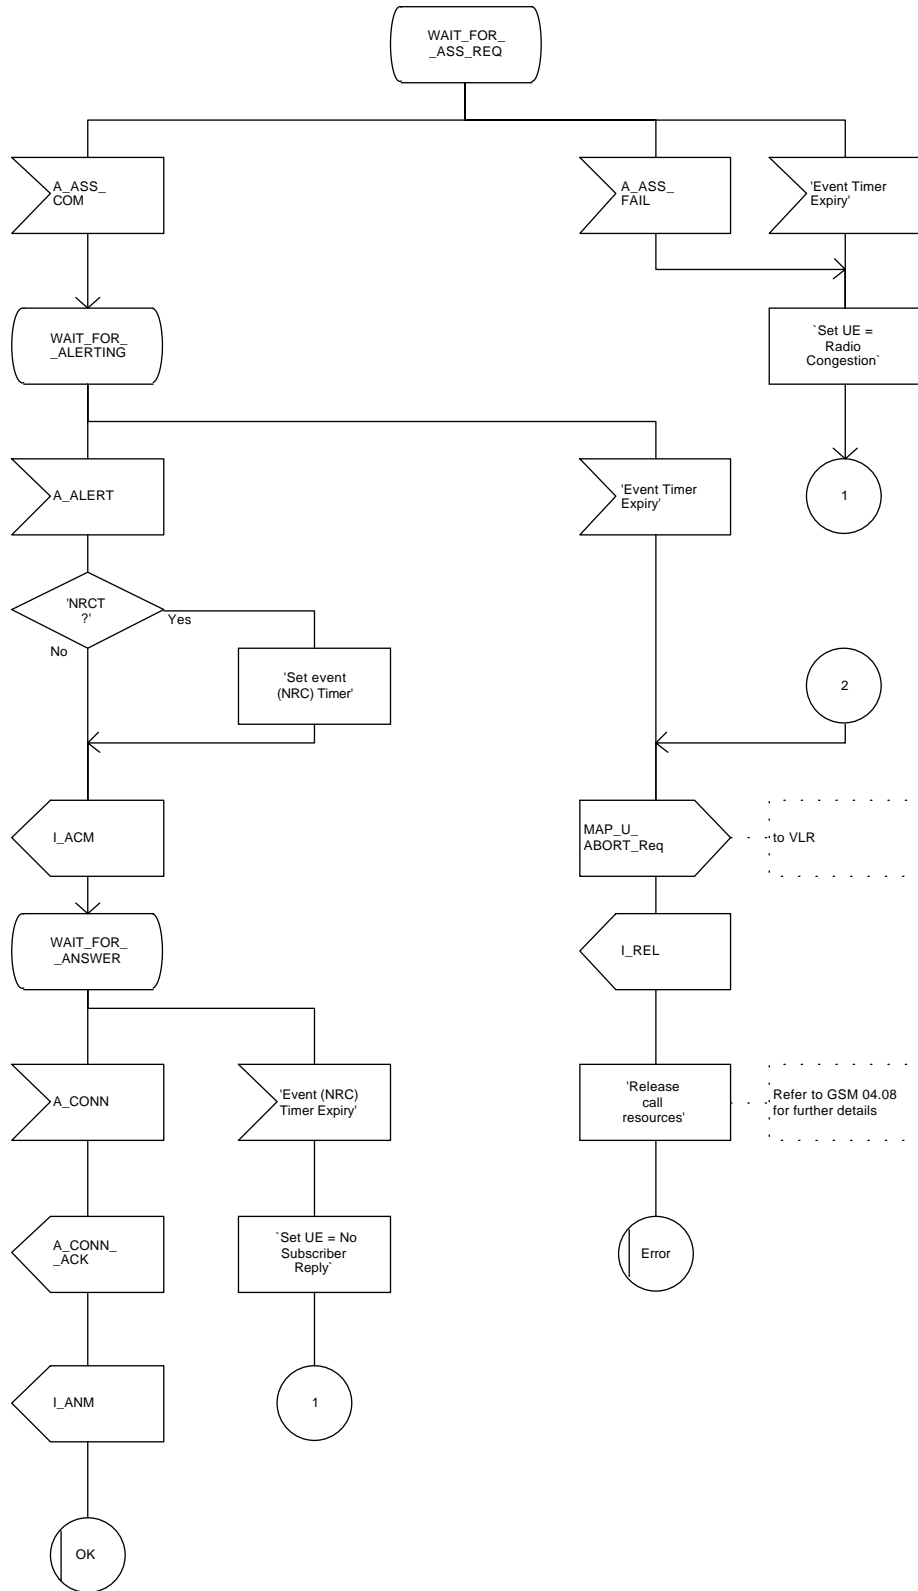 WAIT_FOR_
_ASS_REQ
A_ASS_
COM
A_ASS_
FAIL
'Event Timer
Expiry'
WAIT_FOR_
_ALERTING
`Set UE =
Radio
Congestion`
A_ALERT
'Event Timer
Expiry'
1
'NRCT
?'
Yes
No
'Set event
(NRC) Timer'
2
I_ACM
MAP_U_
ABORT_Req
to VLR
WAIT_FOR_
_ANSWER
I_REL
A_CONN
'Event (NRC)
Timer Expiry'
'Release
call
resources'
Refer to GSM 04.08
for further details
A_CONN_
_ACK
`Set UE = No
Subscriber
Reply`
Error
I_ANM
1
OK